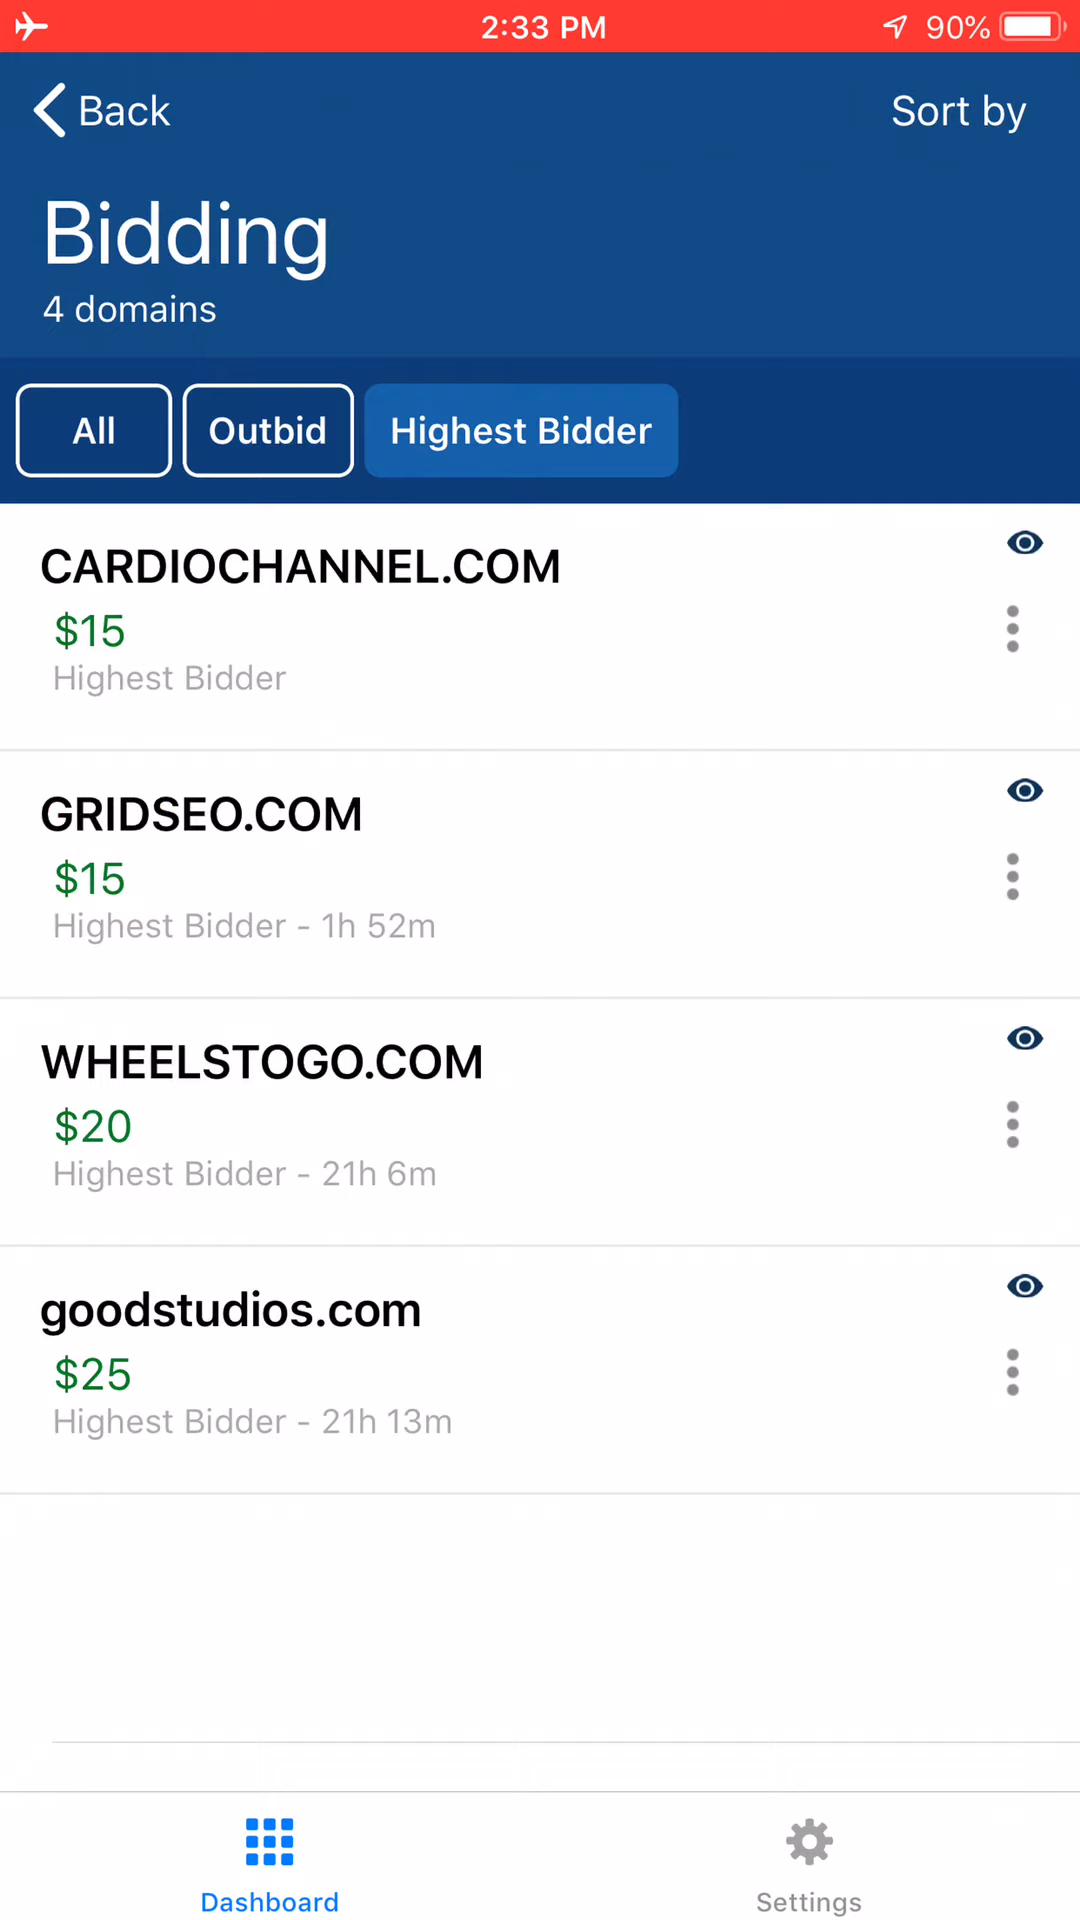 2:33 PM 90%
Back Sort by
Bidding
4 domains
All Outbid Highest Bidder
CARDIOCHANNEL.COM
$15
Highest Bidder
GRIDSEO.COM
$15
Highest Bidder - 1h 52m
WHEELSTOGO.COM
$20
Highest Bidder - 21h 6m
goodstudios.com
$25
Highest Bidder - 21h 13m
Dashboard Settings